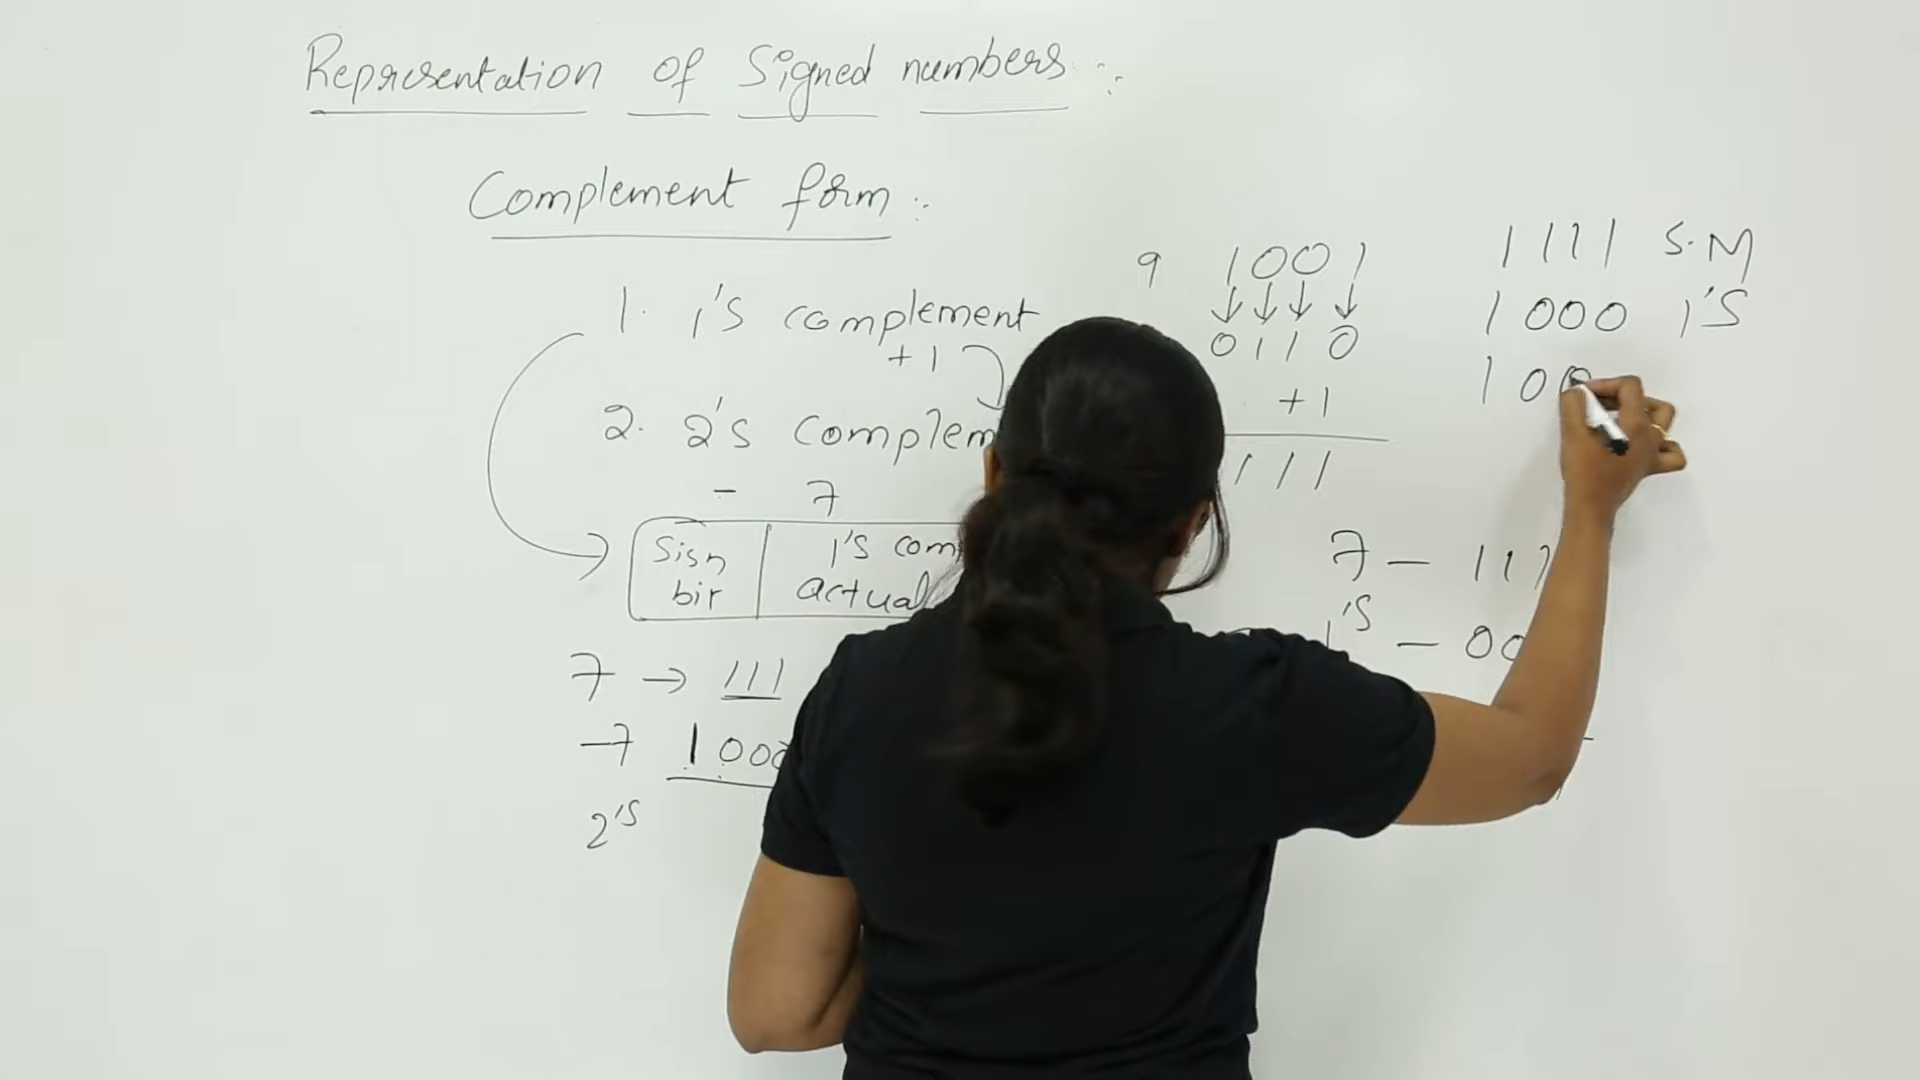 Representation of Signed numbers :-
Complement form :-
1. 1'S complement
+1
2. 2's complem
- 7
Sisn bit
1'S com
actual
7 → 111
-7 1000
2'S
9 1001
0110
+1
111
7 - 111
1'S - 00
1111 S.M
1000 1'S
100